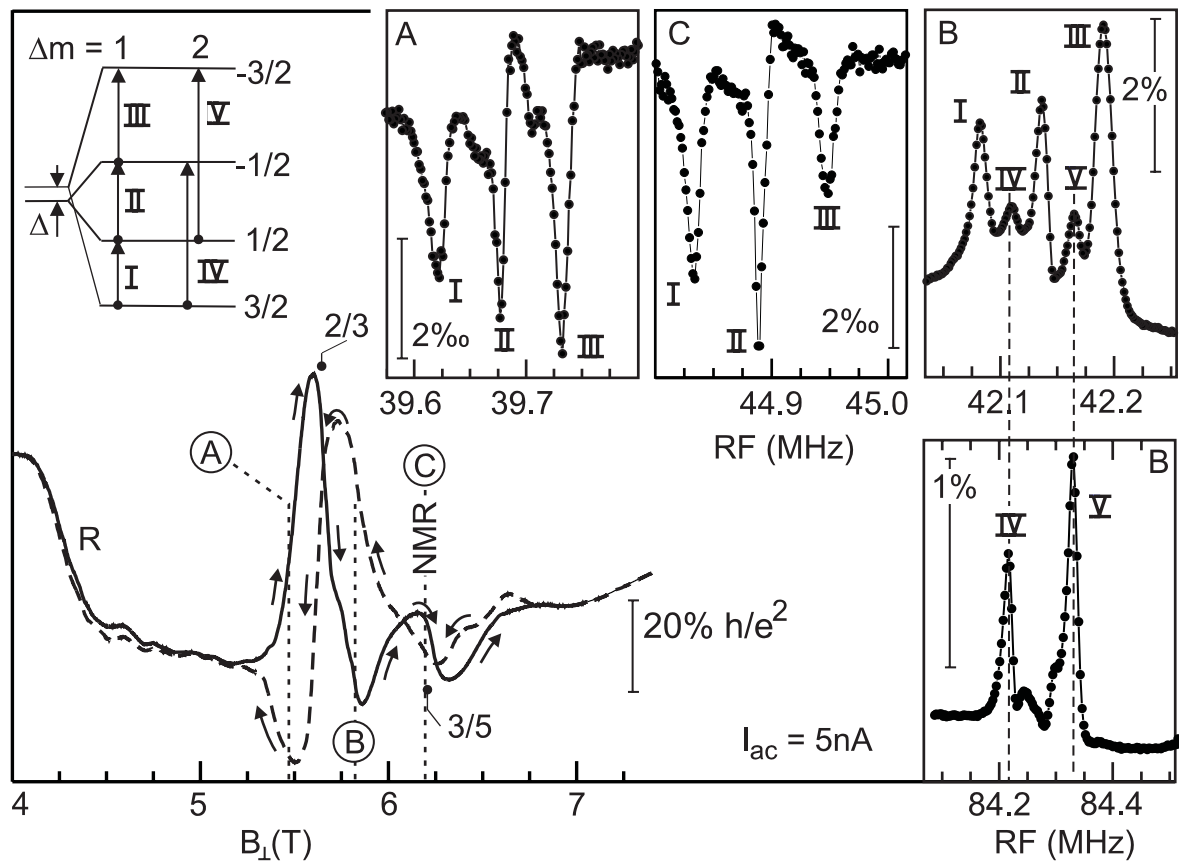 Δm = 1 2
-3/2
III V
-1/2
Δ II
1/2
I IV
3/2
A
I
II
III
2‰
39.6 39.7
C
I
II
III
2‰
44.9 45.0
RF (MHz)
B
III
2%
II
I
IV V
42.1 42.2
B
1%
IV V
84.2 84.4
RF (MHz)
2/3
A
C
R
NMR
20% h/e²
B
3/5
Iac = 5nA
4 5 6 7
B⊥(T)